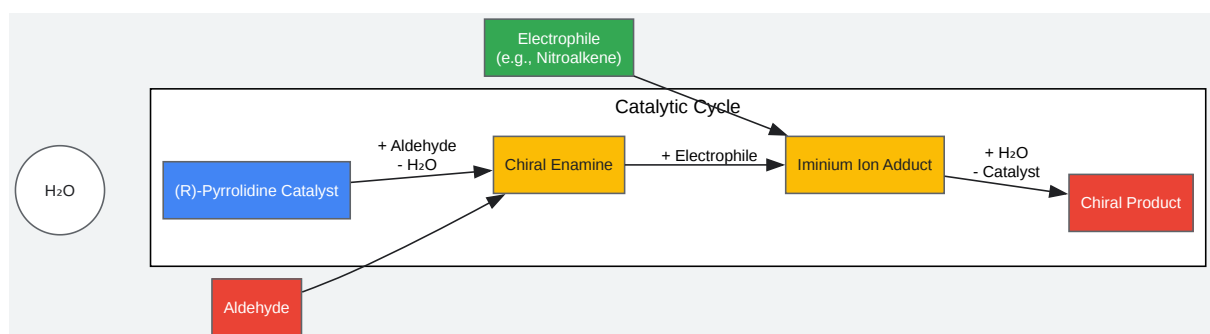 Electrophile
(e.g., Nitroalkene)
Catalytic Cycle
+ Aldehyde
- H₂O
Chiral Enamine
+ Electrophile
Iminium Ion Adduct
+ H₂O
- Catalyst
H₂O
(R)-Pyrrolidine Catalyst
Chiral Product
Aldehyde